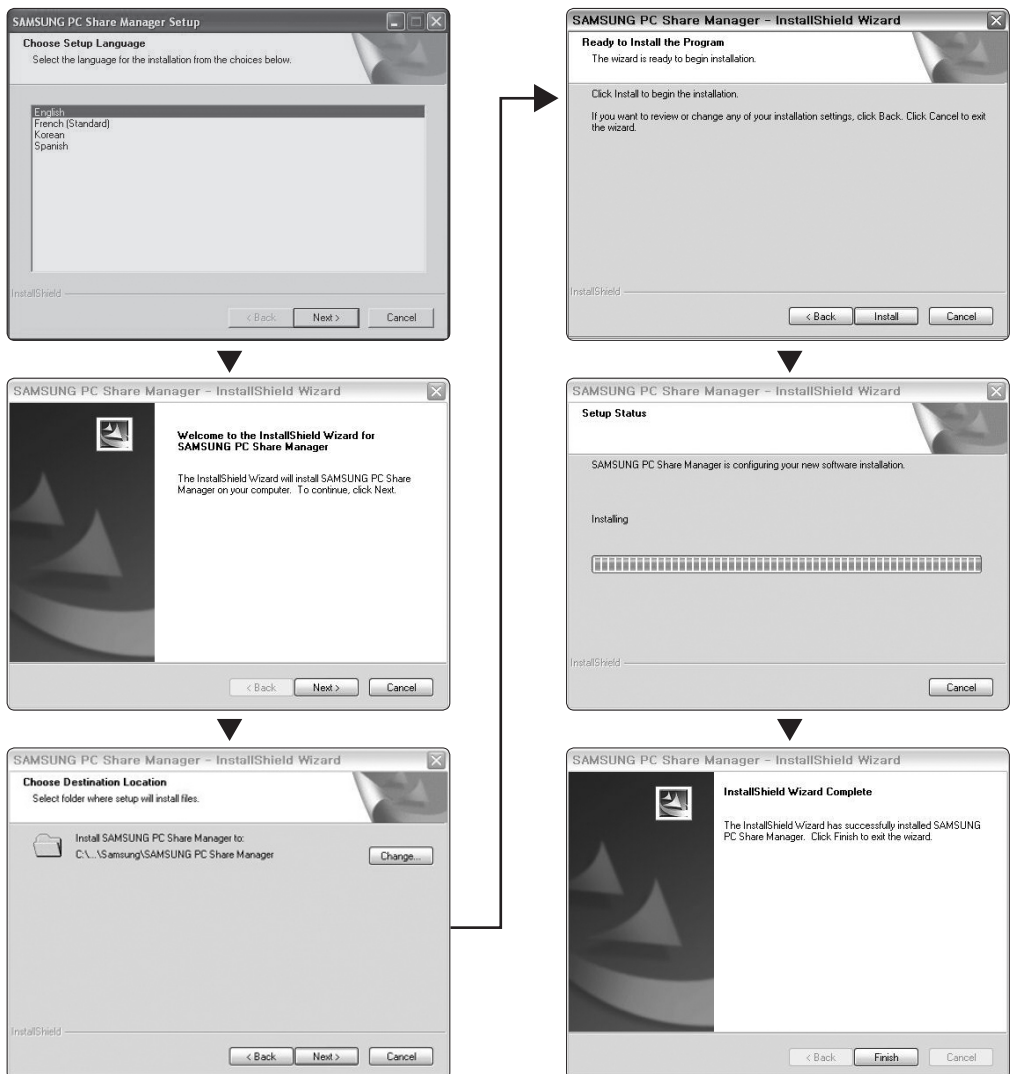 SAMSUNG PC Share Manager Setup
Choose Setup Language
Select the language for the installation from the choices below.
English
French (Standard)
Korean
Spanish
InstallShield
< Back
Next >
Cancel
SAMSUNG PC Share Manager - InstallShield Wizard
Welcome to the InstallShield Wizard for
SAMSUNG PC Share Manager
The InstallShield Wizard will install SAMSUNG PC Share
Manager on your computer. To continue, click Next.
< Back
Next >
Cancel
SAMSUNG PC Share Manager - InstallShield Wizard
Choose Destination Location
Select folder where setup will install files.
Install SAMSUNG PC Share Manager to:
C:\...\Samsung\SAMSUNG PC Share Manager
Change...
InstallShield
< Back
Next >
Cancel
SAMSUNG PC Share Manager - InstallShield Wizard
Ready to Install the Program
The wizard is ready to begin installation.
Click Install to begin the installation.
If you want to review or change any of your installation settings, click Back. Click Cancel to exit
the wizard.
InstallShield
< Back
Install
Cancel
SAMSUNG PC Share Manager - InstallShield Wizard
Setup Status
SAMSUNG PC Share Manager is configuring your new software installation.
Installing
InstallShield
Cancel
SAMSUNG PC Share Manager - InstallShield Wizard
InstallShield Wizard Complete
The InstallShield Wizard has successfully installed SAMSUNG
PC Share Manager. Click Finish to exit the wizard.
< Back
Finish
Cancel